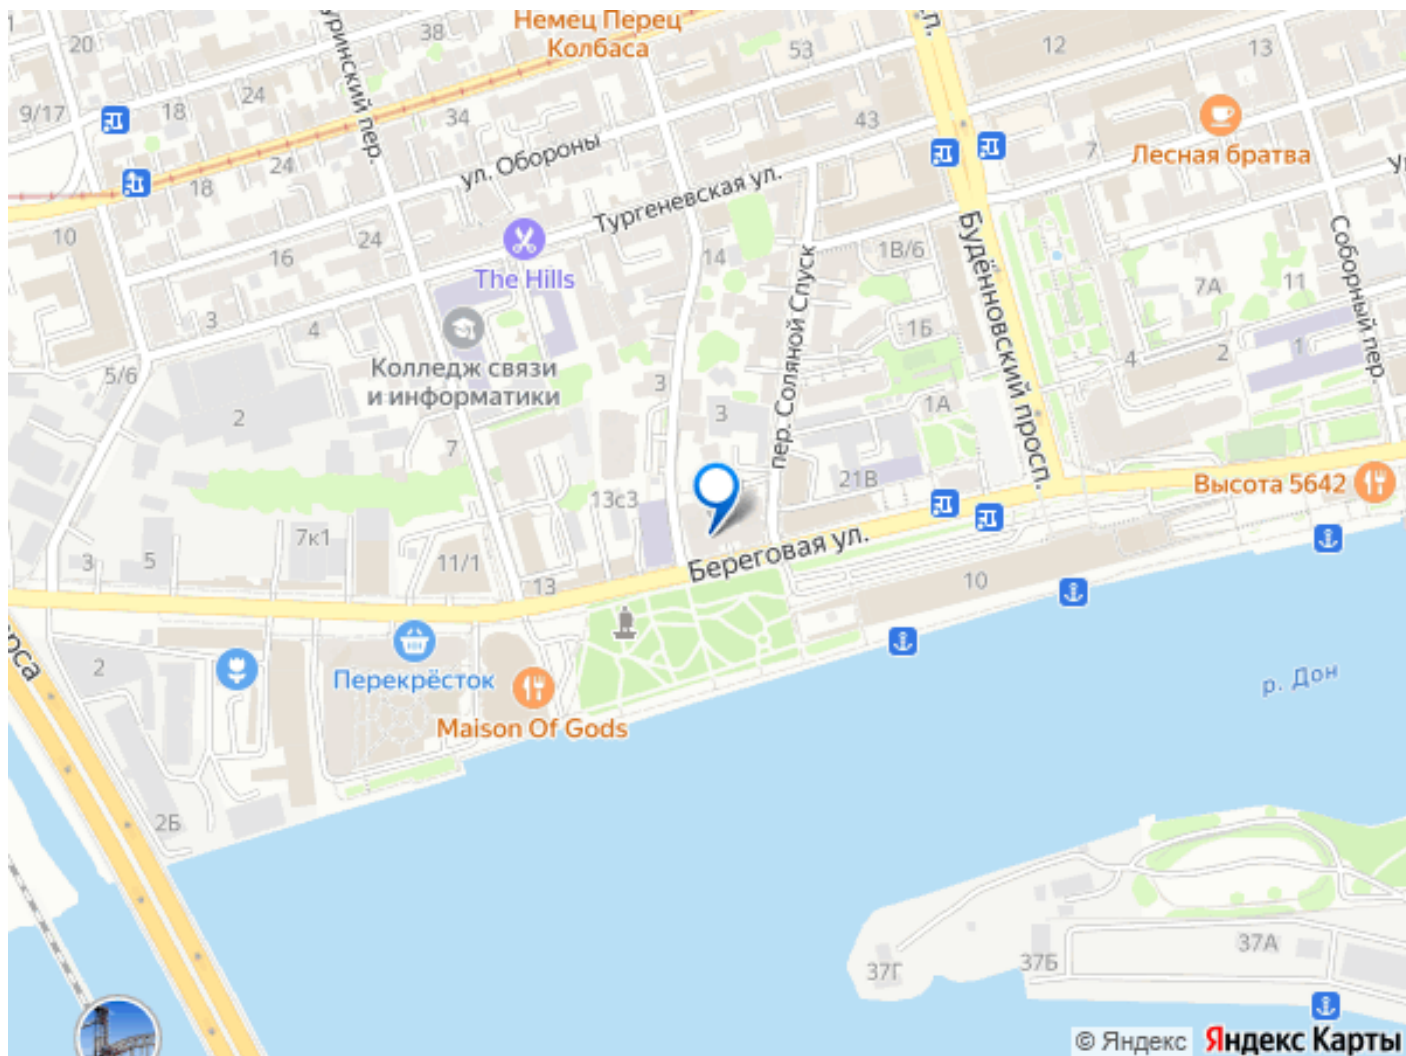 Немец Перец
Колбаса
38
20
24
9/17
18
34
53
12
13
43
7
Лесная братва
ул. Обороны
24
18
Тургеневская ул.
10
24
16
The Hills
14
1В/6
Будённовский просп.
Соборный пер.
7А
11
3
4
5/6
Колледж связи
и информатики
пер. Соляной Спуск
1Б
4
2
1
2
3
3
1А
7
21В
13с3
Высота 5642
7к1
3
5
11/1
13
Береговая ул.
10
2
Перекрёсток
Maison Of Gods
р. Дон
2Б
37Г
37Б
37А
© Яндекс
Яндекс Карты